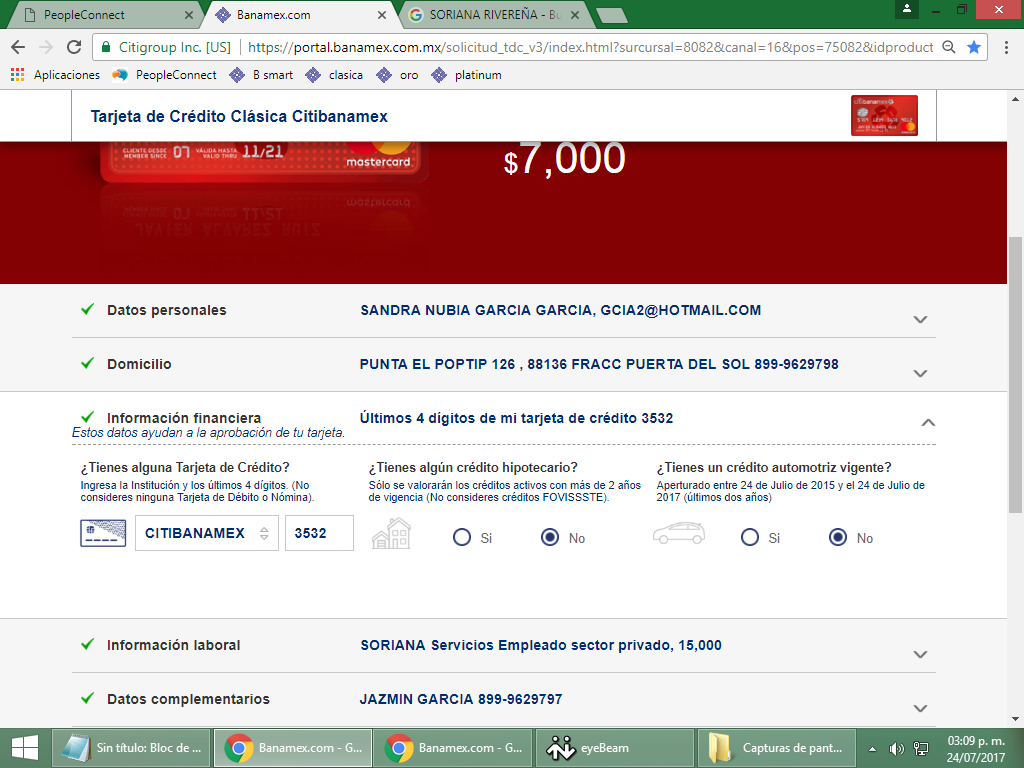 PeopleConnect
Banamex.com
SORIANA RIVEREÑA - Bu
Citigroup Inc. [US]
https://portal.banamex.com.mx/solicitud_tdc_v3/index.html?sursursal=8082&canal=16&pos=75082&idproduct
Aplicaciones
PeopleConnect
B smart
clasica
oro
platinum
Tarjeta de Crédito Clásica Citibanamex
CLIENTE DESDE
MEMBER SINCE
07
VÁLIDA HASTA
VALID THRU
11/21
mastercard
$7,000
Datos personales
SANDRA NUBIA GARCIA GARCIA, GCIA2@HOTMAIL.COM
Domicilio
PUNTA EL POPTIP 126 , 88136 FRACC PUERTA DEL SOL 899-9629798
Información financiera
Últimos 4 dígitos de mi tarjeta de crédito 3532
Estos datos ayudan a la aprobación de tu tarjeta.
¿Tienes alguna Tarjeta de Crédito?
Ingresa la Institución y los últimos 4 dígitos. (No
consideres ninguna Tarjeta de Débito o Nómina).
CITIBANAMEX
3532
¿Tienes algún crédito hipotecario?
Sólo se valorarán los créditos activos con más de 2 años
de vigencia (No consideres créditos FOVISSSTE).
Si
No
¿Tienes un crédito automotriz vigente?
Aperturado entre 24 de Julio de 2015 y el 24 de Julio de
2017 (últimos dos años)
Si
No
Información laboral
SORIANA Servicios Empleado sector privado, 15,000
Datos complementarios
JAZMIN GARCIA 899-9629797
Sin título: Bloc de ...
Banamex.com - G...
Banamex.com - G...
eyeBeam
Capturas de pant...
03:09 p. m.
24/07/2017